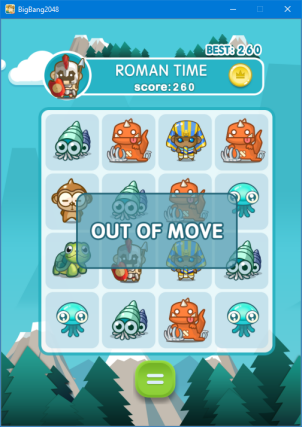 BigBang2048
BEST: 260
ROMAN TIME
score:260
OUT OF MOVE